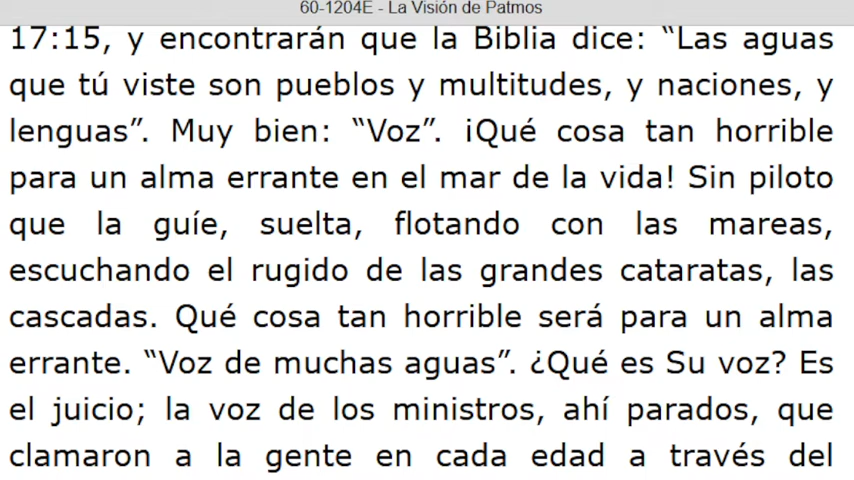 60-1204E - La Visión de Patmos
17:15, y encontrarán que la Biblia dice: “Las aguas
que tú viste son pueblos y multitudes, y naciones, y
lenguas”. Muy bien: “Voz”. ¡Qué cosa tan horrible
para un alma errante en el mar de la vida! Sin piloto
que la guíe, suelta, flotando con las mareas,
escuchando el rugido de las grandes cataratas, las
cascadas. Qué cosa tan horrible será para un alma
errante. “Voz de muchas aguas”. ¿Qué es Su voz? Es
el juicio; la voz de los ministros, ahí parados, que
clamaron a la gente en cada edad a través del